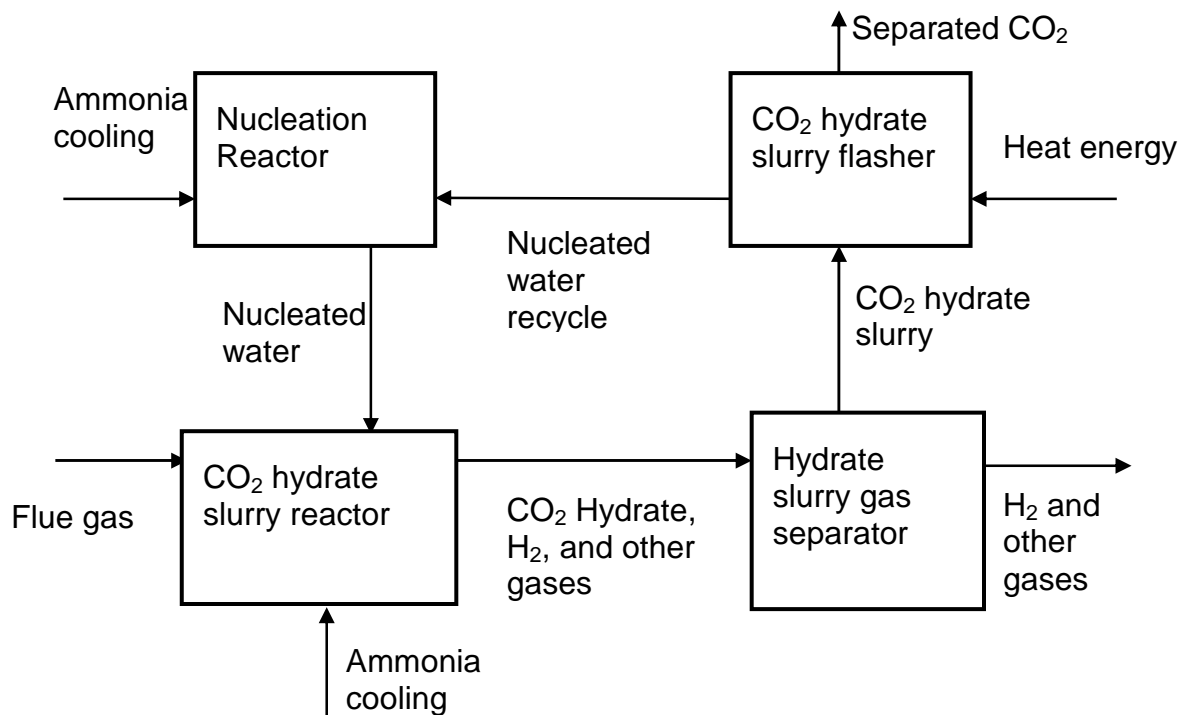 Separated CO₂
Ammonia
cooling
Nucleation
Reactor
CO₂ hydrate
slurry flasher
Heat energy
Nucleated
water
recycle
Nucleated
water
CO₂ hydrate
slurry
Flue gas
CO₂ hydrate
slurry reactor
CO₂ Hydrate,
H₂, and other
gases
Hydrate
slurry gas
separator
H₂ and
other
gases
Ammonia
cooling